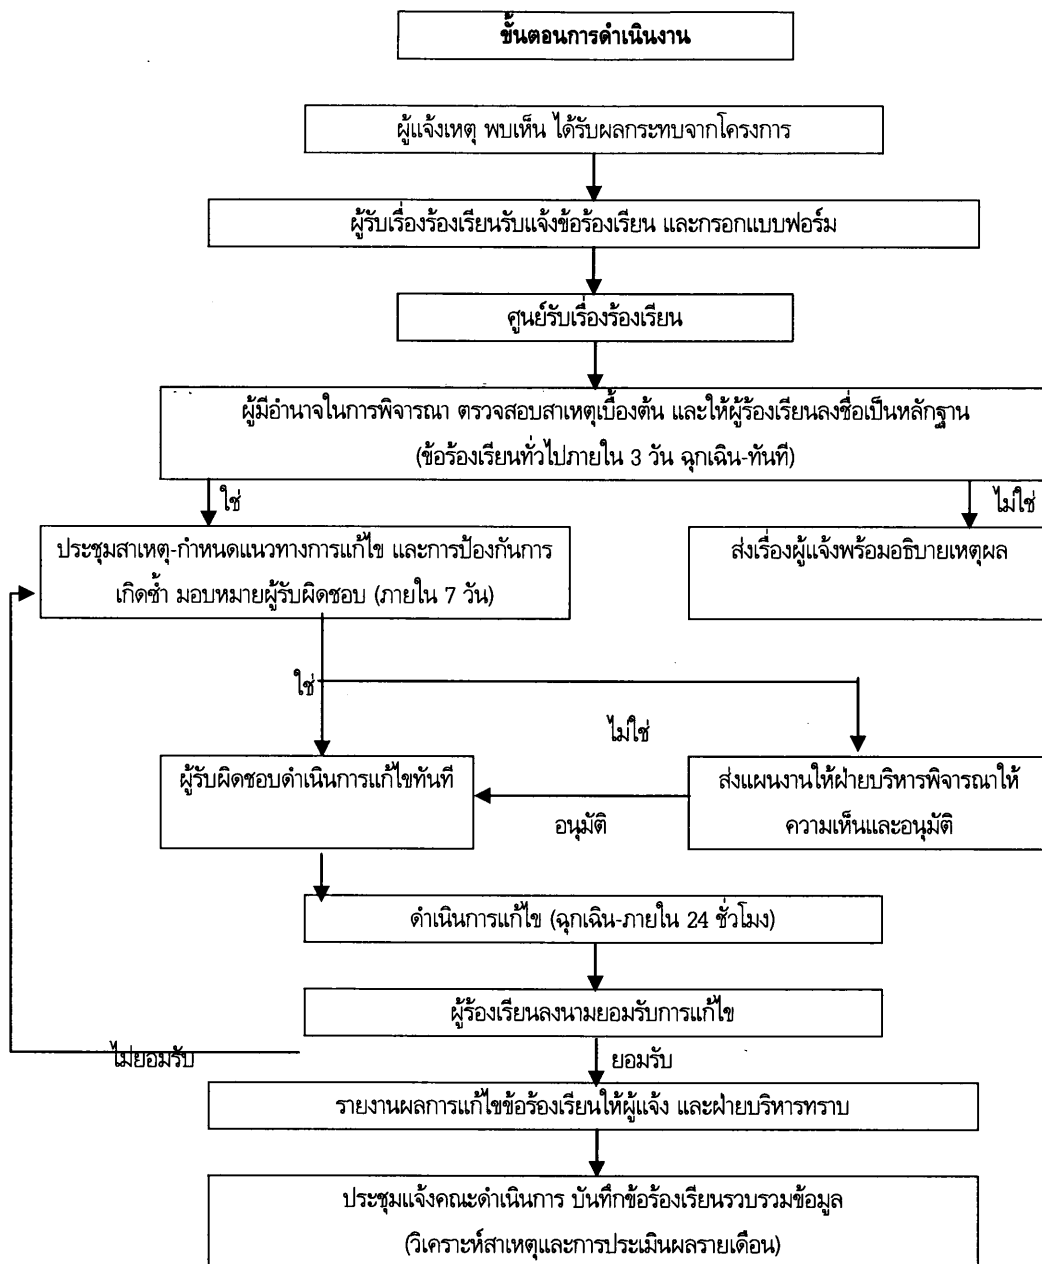 ขั้นตอนการดำเนินงาน
ผู้แจ้งเหตุ พบเห็น ได้รับผลกระทบจากโครงการ
ผู้รับเรื่องร้องเรียนรับแจ้งข้อร้องเรียน และกรอกแบบฟอร์ม
ศูนย์รับเรื่องร้องเรียน
ผู้มีอำนาจในการพิจารณา ตรวจสอบสาเหตุเบื้องต้น และให้ผู้ร้องเรียนลงชื่อเป็นหลักฐาน
(ข้อร้องเรียนทั่วไปภายใน 3 วัน ฉุกเฉิน-ทันที)
ใช่
ไม่ใช่
ประชุมสาเหตุ-กำหนดแนวทางการแก้ไข และการป้องกันการ
เกิดซ้ำ มอบหมายผู้รับผิดชอบ (ภายใน 7 วัน)
ส่งเรื่องผู้แจ้งพร้อมอธิบายเหตุผล
ใช่
ไม่ใช่
ผู้รับผิดชอบดำเนินการแก้ไขทันที
ส่งแผนงานให้ฝ่ายบริหารพิจารณาให้
ความเห็นและอนุมัติ
อนุมัติ
ดำเนินการแก้ไข (ฉุกเฉิน-ภายใน 24 ชั่วโมง)
ผู้ร้องเรียนลงนามยอมรับการแก้ไข
ไม่ยอมรับ
ยอมรับ
รายงานผลการแก้ไขข้อร้องเรียนให้ผู้แจ้ง และฝ่ายบริหารทราบ
ประชุมแจ้งคณะดำเนินการ บันทึกข้อร้องเรียนรวบรวมข้อมูล
(วิเคราะห์สาเหตุและการประเมินผลรายเดือน)